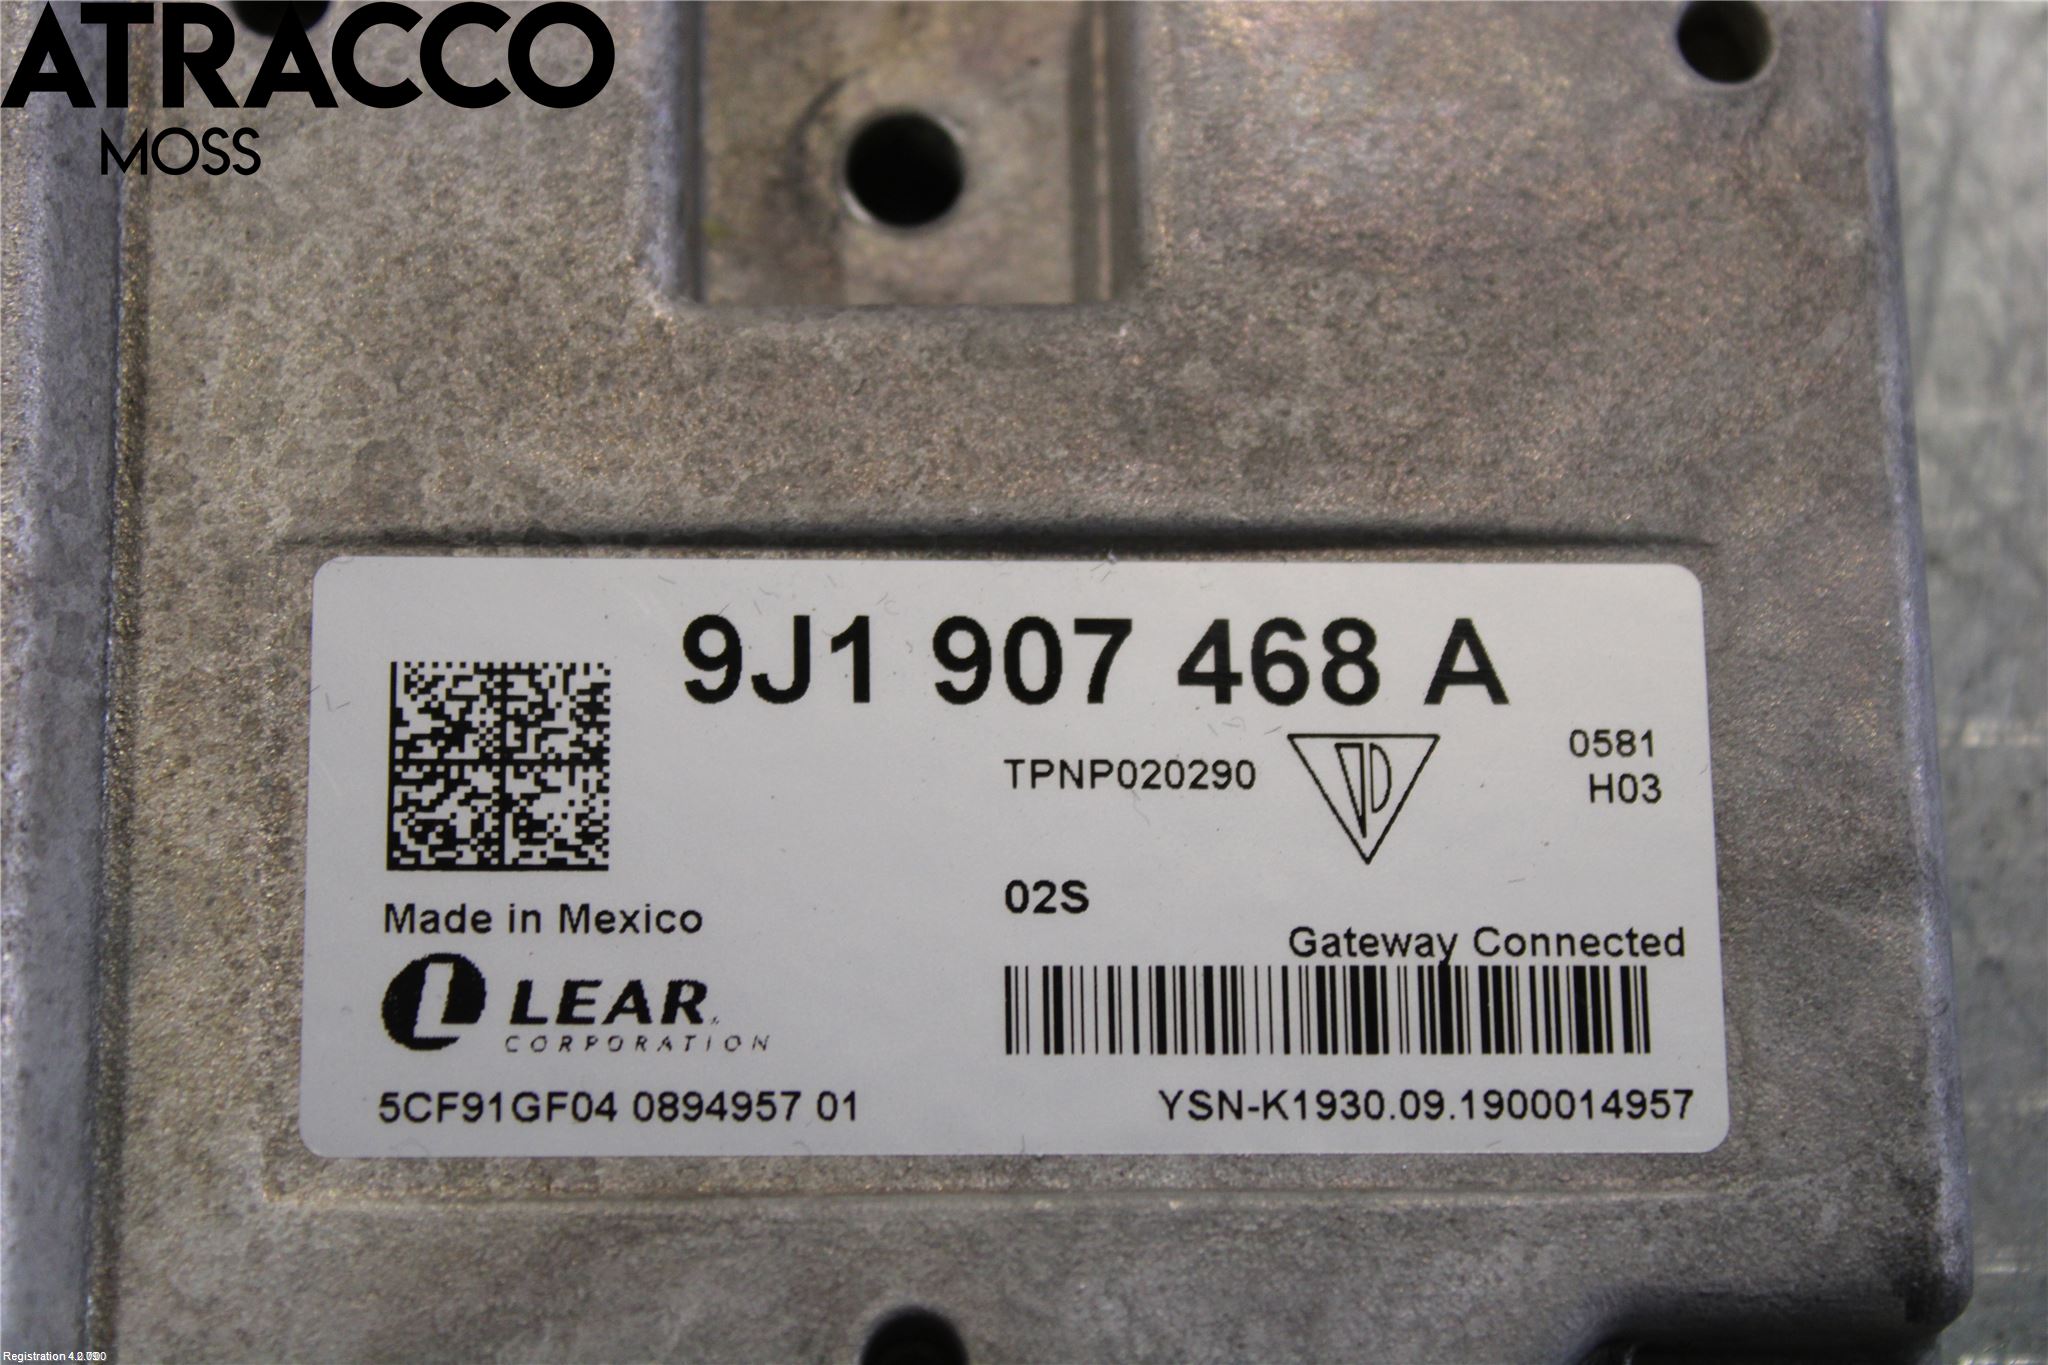 ATRACCO
MOSS
9J1 907 468 A
TPNP020290
0581
H03
02S
Made in Mexico
Gateway Connected
LEAR
CORPORATION
5CF91GF04 0894957 01
YSN-K1930.09.1900014957
Registration